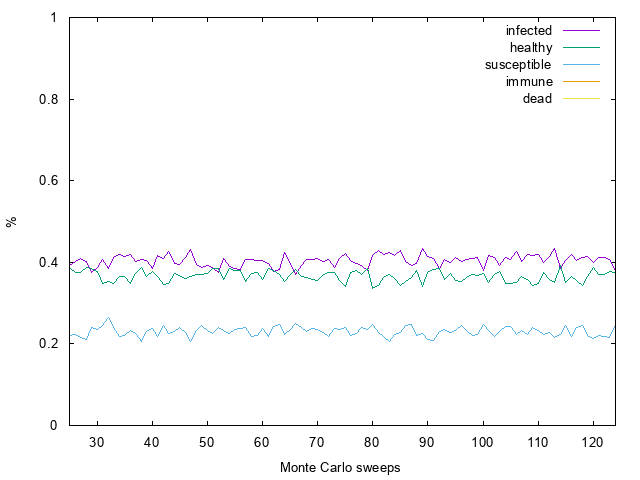 1
0.8
0.6
0.4
0.2
0
%
infected
healthy
susceptible
immune
dead
30 40 50 60 70 80 90 100 110 120
Monte Carlo sweeps